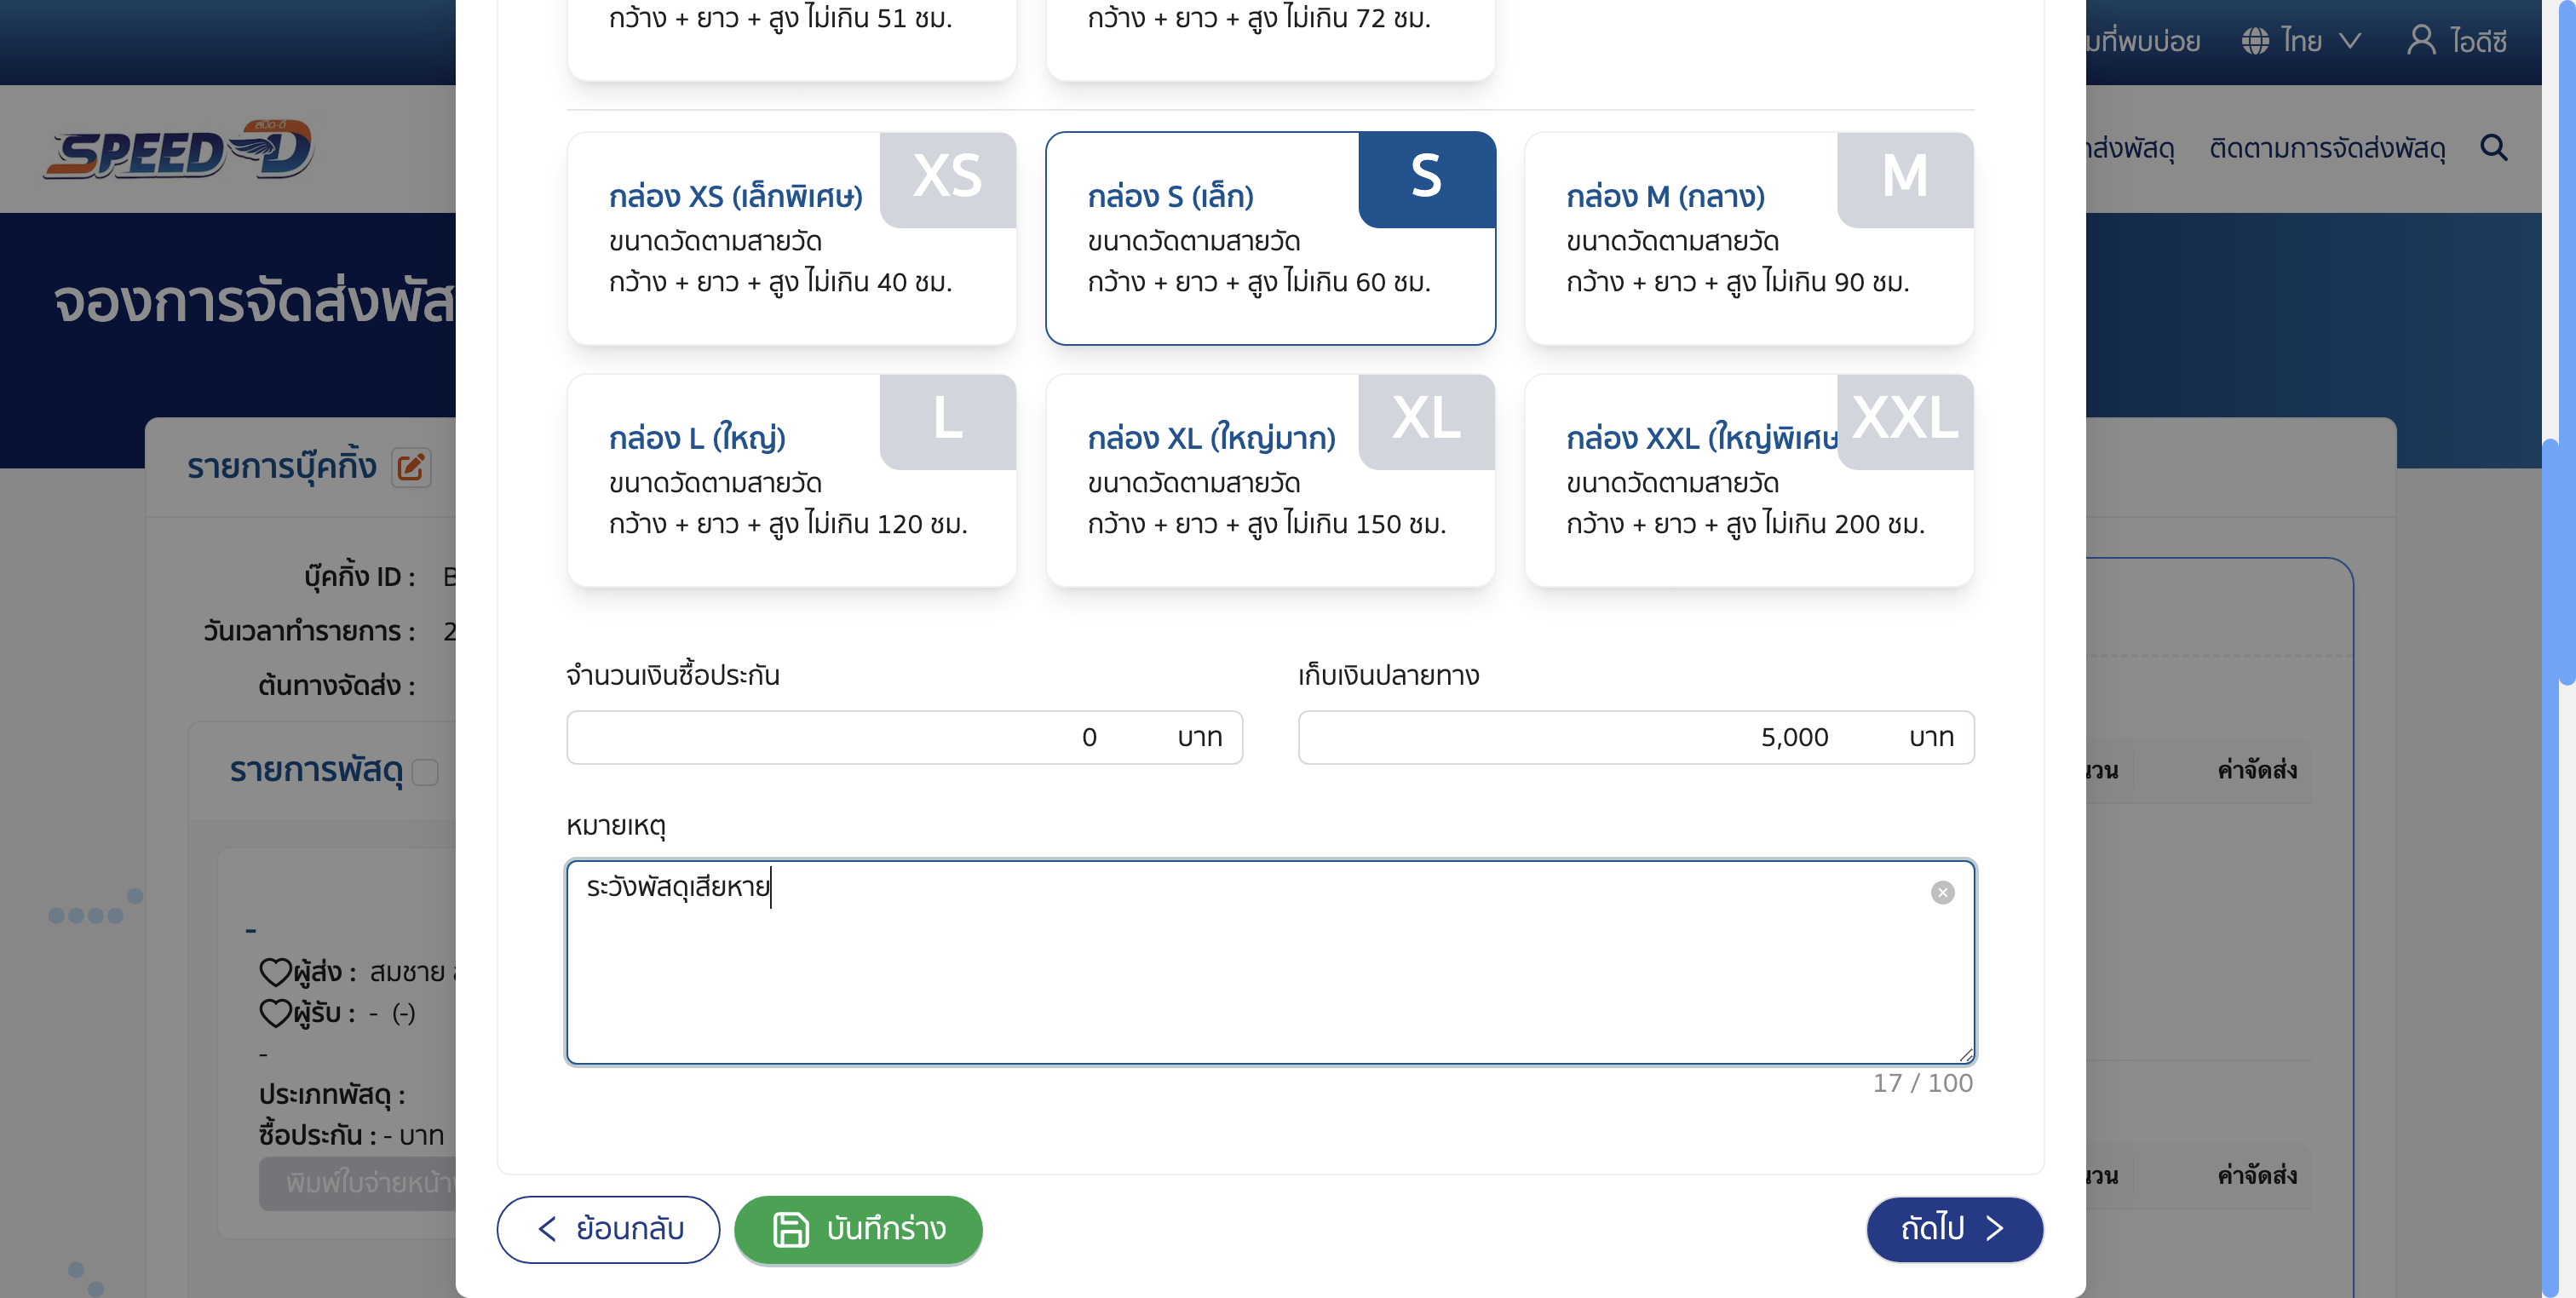 กว้าง + ยาว + สูง ไม่เกิน 51 ซม.
กว้าง + ยาว + สูง ไม่เกิน 72 ซม.
ไทย
ไอดีซี
SPEED-D
สปีด-ดี
ติดตามการจัดส่งพัสดุ
XS
กล่อง XS (เล็กพิเศษ)
ขนาดวัดตามสายวัด
กว้าง + ยาว + สูง ไม่เกิน 40 ซม.
S
กล่อง S (เล็ก)
ขนาดวัดตามสายวัด
กว้าง + ยาว + สูง ไม่เกิน 60 ซม.
M
กล่อง M (กลาง)
ขนาดวัดตามสายวัด
กว้าง + ยาว + สูง ไม่เกิน 90 ซม.
จองการจัดส่งพัส
L
กล่อง L (ใหญ่)
ขนาดวัดตามสายวัด
กว้าง + ยาว + สูง ไม่เกิน 120 ซม.
XL
กล่อง XL (ใหญ่มาก)
ขนาดวัดตามสายวัด
กว้าง + ยาว + สูง ไม่เกิน 150 ซม.
XXL
กล่อง XXL (ใหญ่พิเศษ
ขนาดวัดตามสายวัด
กว้าง + ยาว + สูง ไม่เกิน 200 ซม.
รายการบุ๊คกิ้ง
บุ๊คกิ้ง ID : B
วันเวลาทำรายการ : 2
ต้นทางจัดส่ง :
จำนวนเงินซื้อประกัน
0 บาท
เก็บเงินปลายทาง
5,000 บาท
รายการพัสดุ
ค่าจัดส่ง
หมายเหตุ
ระวังพัสดุเสียหาย
17 / 100
-
ผู้ส่ง : สมชาย
ผู้รับ : - (-)
-
ประเภทพัสดุ :
ซื้อประกัน : - บาท
พิมพ์ใบจ่ายหน้า
ค่าจัดส่ง
ย้อนกลับ
บันทึกร่าง
ถัดไป